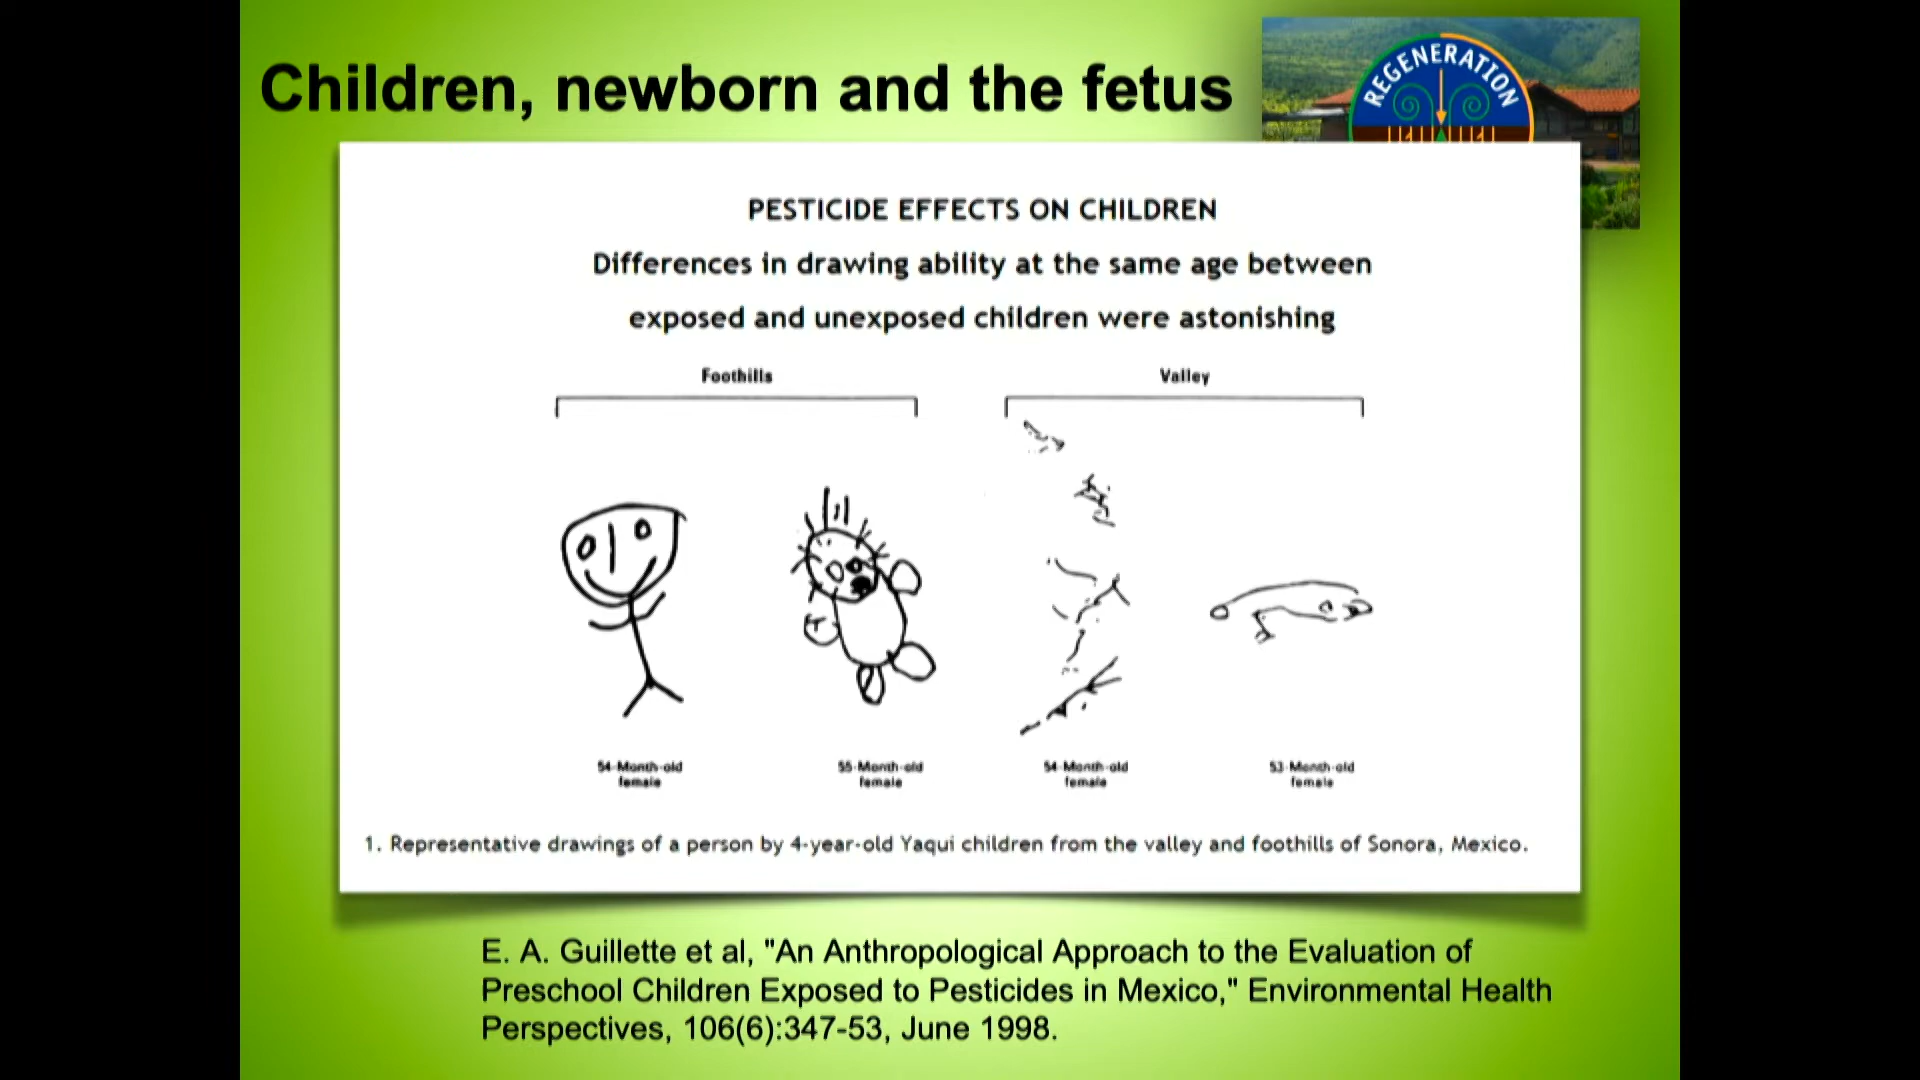 Children, newborn and the fetus
REGENERATION
PESTICIDE EFFECTS ON CHILDREN
Differences in drawing ability at the same age between
exposed and unexposed children were astonishing
Foothills
Valley
54-Month-old
female
55-Month-old
female
54-Month-old
female
53-Month-old
female
1. Representative drawings of a person by 4-year-old Yaqui children from the valley and foothills of Sonora, Mexico.
E. A. Guillette et al, "An Anthropological Approach to the Evaluation of
Preschool Children Exposed to Pesticides in Mexico," Environmental Health
Perspectives, 106(6):347-53, June 1998.